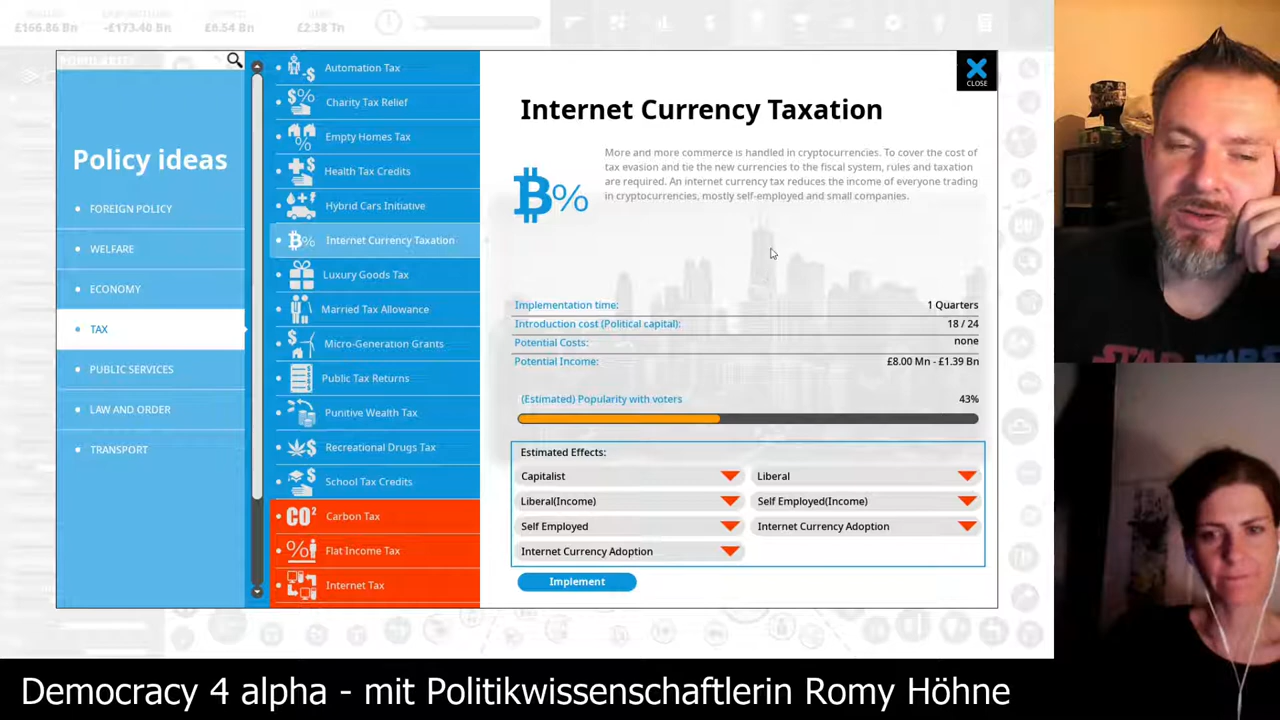 £166.86 Bn
-£173.40 Bn
£6.54 Bn
£2.38 Tn
Policy ideas
FOREIGN POLICY
WELFARE
ECONOMY
TAX
PUBLIC SERVICES
LAW AND ORDER
TRANSPORT
Automation Tax
Charity Tax Relief
Empty Homes Tax
Health Tax Credits
Hybrid Cars Initiative
Internet Currency Taxation
Luxury Goods Tax
Married Tax Allowance
Micro-Generation Grants
Public Tax Returns
Punitive Wealth Tax
Recreational Drugs Tax
School Tax Credits
CO² Carbon Tax
Flat Income Tax
Internet Tax
CLOSE
Internet Currency Taxation
More and more commerce is handled in cryptocurrencies. To cover the cost of
tax evasion and tie the new currencies to the fiscal system, rules and taxation
are required. An internet currency tax reduces the income of everyone trading
in cryptocurrencies, mostly self-employed and small companies.
Implementation time: 1 Quarters
Introduction cost (Political capital): 18 / 24
Potential Costs: none
Potential Income: £8.00 Mn - £1.39 Bn
(Estimated) Popularity with voters 43%
Estimated Effects:
Capitalist Liberal
Liberal(Income) Self Employed(Income)
Self Employed Internet Currency Adoption
Internet Currency Adoption
Implement
STAR WARS
Democracy 4 alpha - mit Politikwissenschaftlerin Romy Höhne